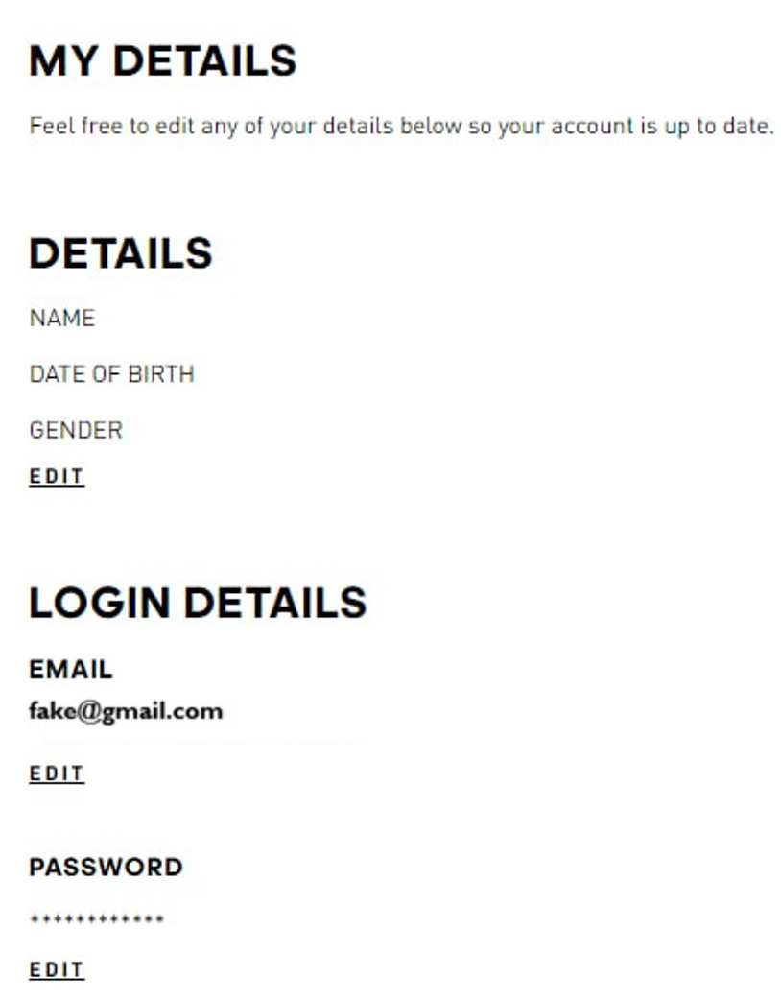 MY DETAILS
Feel free to edit any of your details below so your account is up to date.
DETAILS
NAME
DATE OF BIRTH
GENDER
EDIT
LOGIN DETAILS
EMAIL
fake@gmail.com
EDIT
PASSWORD
************
EDIT